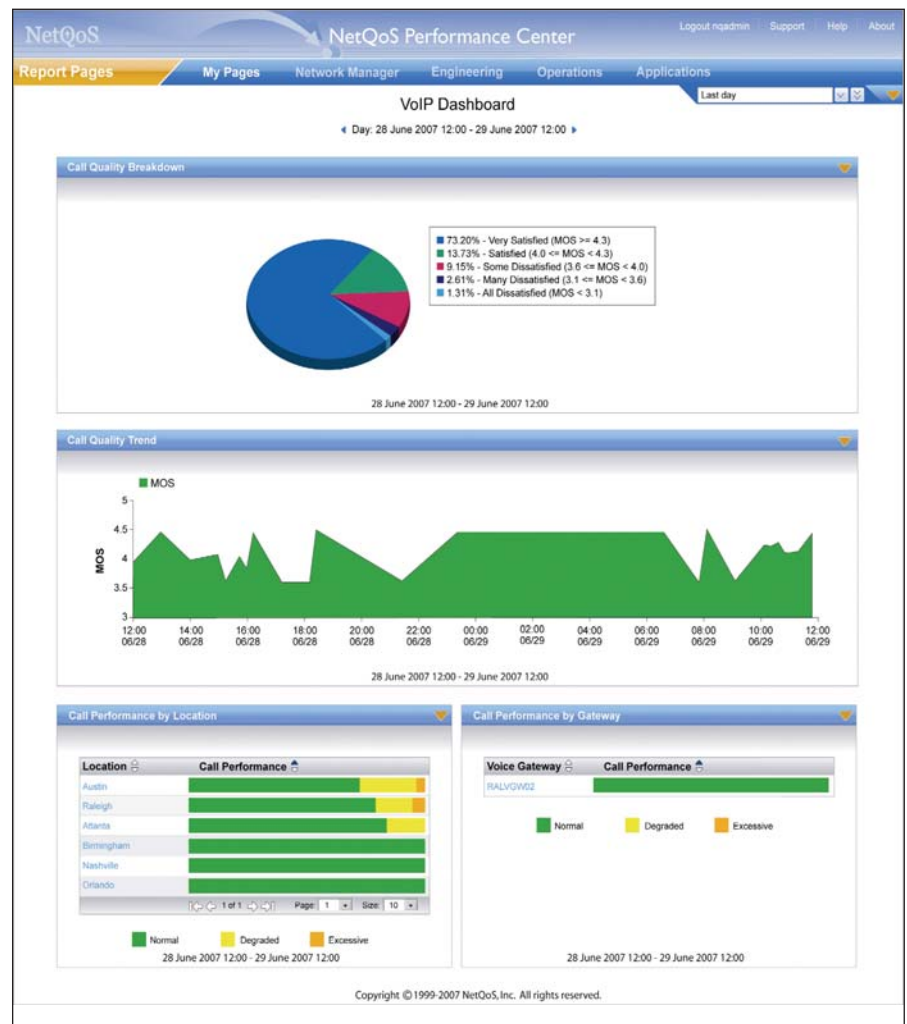 NetQoS
NetQoS Performance Center
Logout nqadmin Support Help About
Report Pages
My Pages Network Manager Engineering Operations Applications
Last day
VoIP Dashboard
Day: 28 June 2007 12:00 - 29 June 2007 12:00
Call Quality Breakdown
73.20% - Very Satisfied (MOS >= 4.3)
13.73% - Satisfied (4.0 <= MOS < 4.3)
9.15% - Some Dissatisfied (3.6 <= MOS < 4.0)
2.61% - Many Dissatisfied (3.1 <= MOS < 3.6)
1.31% - All Dissatisfied (MOS < 3.1)
28 June 2007 12:00 - 29 June 2007 12:00
Call Quality Trend
MOS
MOS
5
4.5
4
3.5
3
12:00 14:00 16:00 18:00 20:00 22:00 00:00 02:00 04:00 06:00 08:00 10:00 12:00
06/28 06/28 06/28 06/28 06/28 06/28 06/29 06/29 06/29 06/29 06/29 06/29 06/29
28 June 2007 12:00 - 29 June 2007 12:00
Call Performance by Location
Location Call Performance
Austin
Raleigh
Atlanta
Birmingham
Nashville
Orlando
1 of 1 Page: 1 Size: 10
Normal Degraded Excessive
28 June 2007 12:00 - 29 June 2007 12:00
Call Performance by Gateway
Voice Gateway Call Performance
RALVGW02
Normal Degraded Excessive
28 June 2007 12:00 - 29 June 2007 12:00
Copyright © 1999-2007 NetQoS, Inc. All rights reserved.